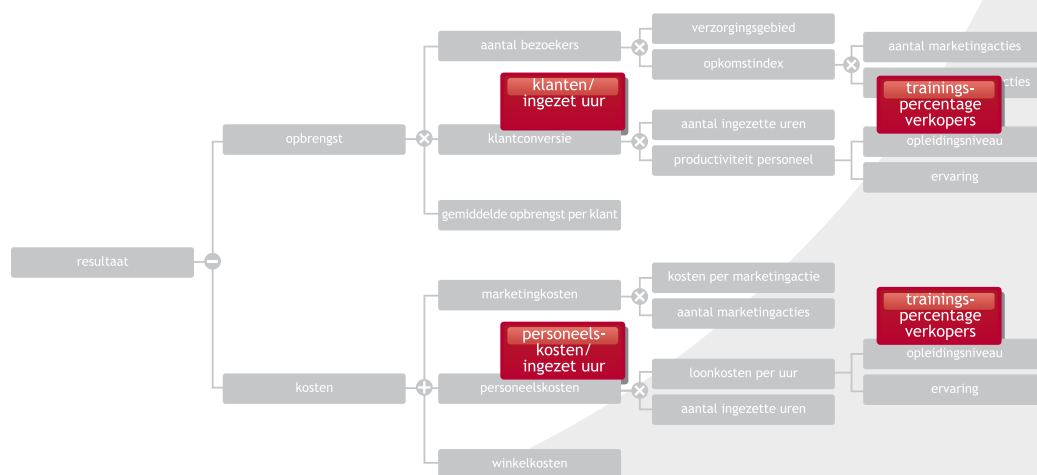 verzorgingsgebied
aantal bezoekers
aantal marketingacties
opkomstindex
klanten/
ingezet uur
cties
trainings-
percentage
verkopers
aantal ingezette uren
opbrengst
klantconversie
opleidingsniveau
productiviteit personeel
ervaring
gemiddelde opbrengst per klant
resultaat
kosten per marketingactie
marketingkosten
trainings-
percentage
verkopers
aantal marketingacties
personeels-
kosten/
ingezet uur
opleidingsniveau
loonkosten per uur
kosten
personeelskosten
ervaring
aantal ingezette uren
winkelkosten